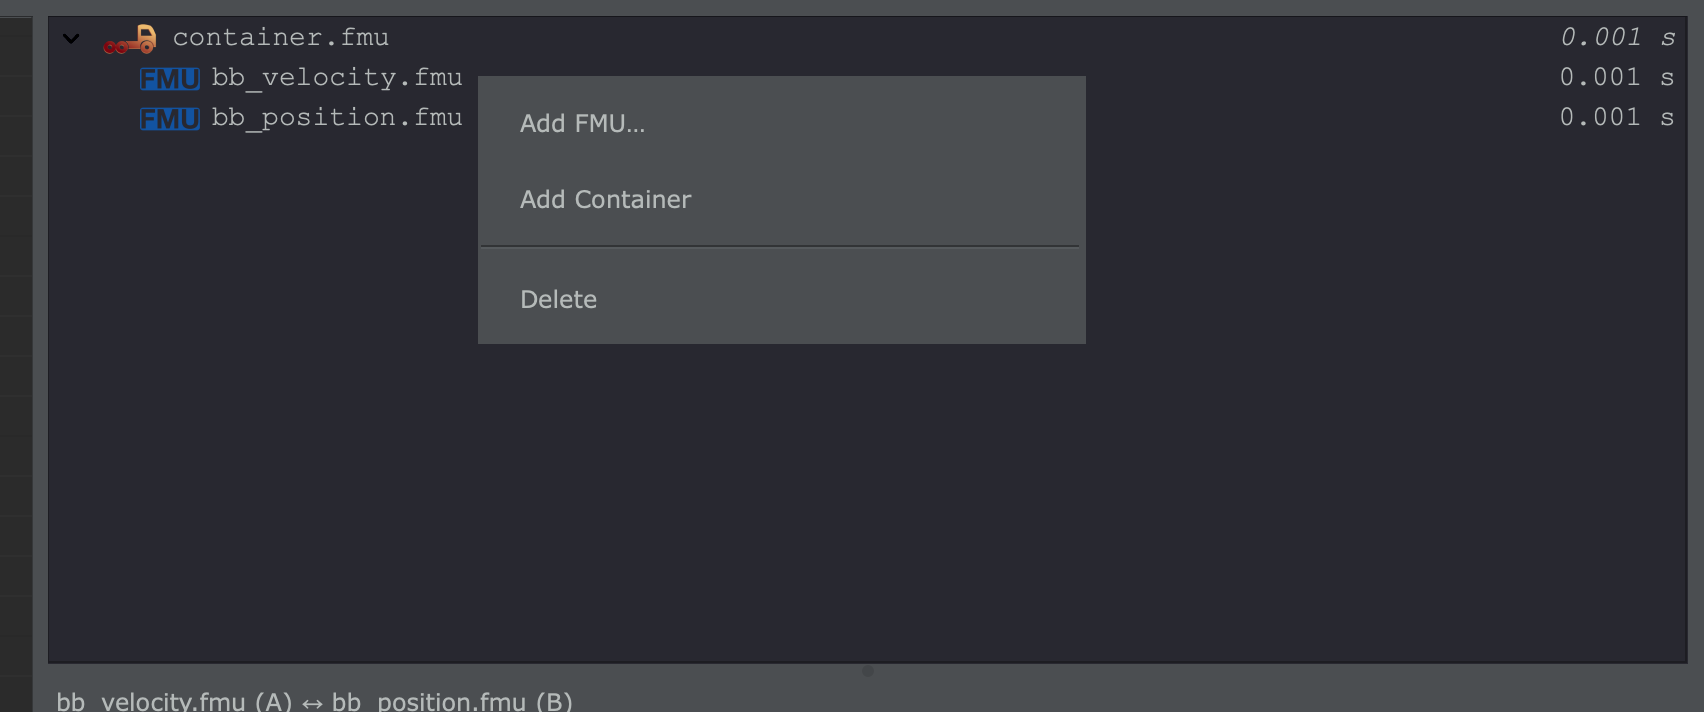 container.fmu 0.001 s
FMU bb_velocity.fmu 0.001 s
FMU bb_position.fmu 0.001 s
Add FMU...
Add Container
Delete
bb_velocity.fmu (A) ↔ bb_position.fmu (B)